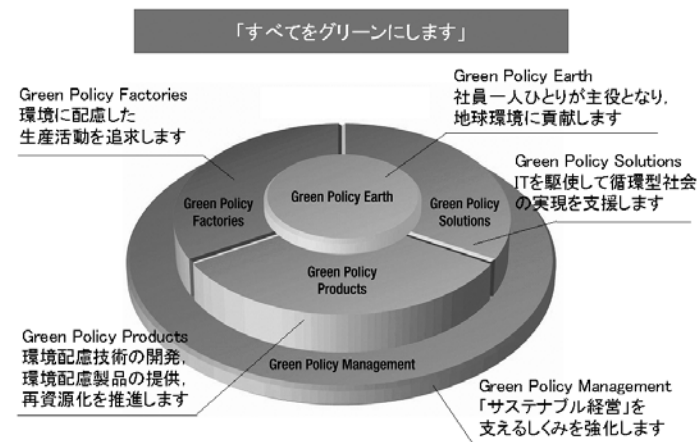 「すべてをグリーンにします」
Green Policy Factories
環境に配慮した
生産活動を追求します
Green Policy Earth
社員一人ひとりが主役となり,
地球環境に貢献します
Green Policy Solutions
ITを駆使して循環型社会
の実現を支援します
Green Policy Earth
Green Policy
Factories
Green Policy
Solutions
Green Policy
Products
Green Policy Management
Green Policy Products
環境配慮技術の開発,
環境配慮製品の提供,
再資源化を推進します
Green Policy Management
「サステナブル経営」を
支えるしくみを強化します